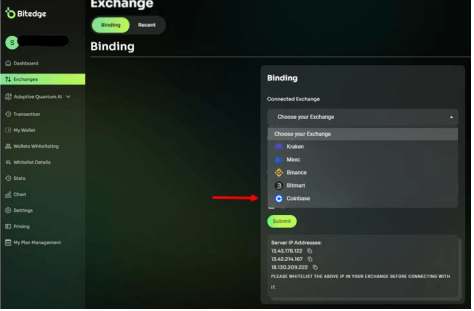 Bitedge
Exchange
Binding
Recent
Binding
S
Dashboard
Exchanges
Adaptive Quantum AI
Transaction
My Wallet
Wallets Whitelisting
Whitelist Details
Stats
Chart
Settings
Pricing
My Plan Management
Binding
Connected Exchange
Choose your Exchange
Choose your Exchange
Kraken
Mexc
Binance
Bitmart
Coinbase
Submit
Server IP Addresses:
13.43.178.122
13.42.214.167
18.130.209.222
PLEASE WHITELIST THE ABOVE IP IN YOUR EXCHANGE BEFORE CONNECTING WITH
IT.